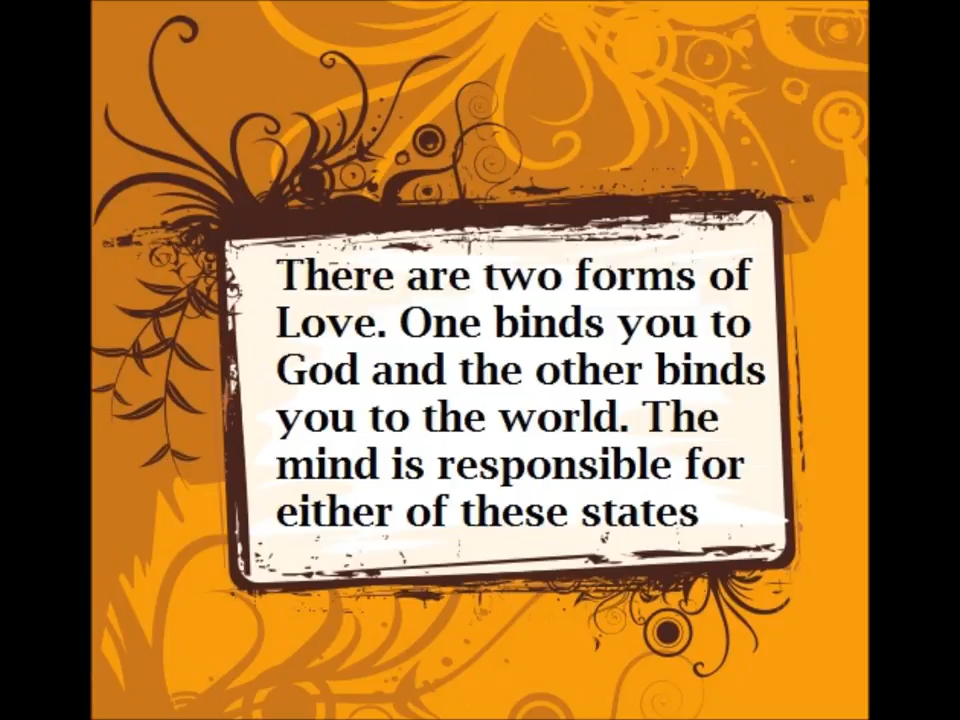 There are two forms of
Love. One binds you to
God and the other binds
you to the world. The
mind is responsible for
either of these states